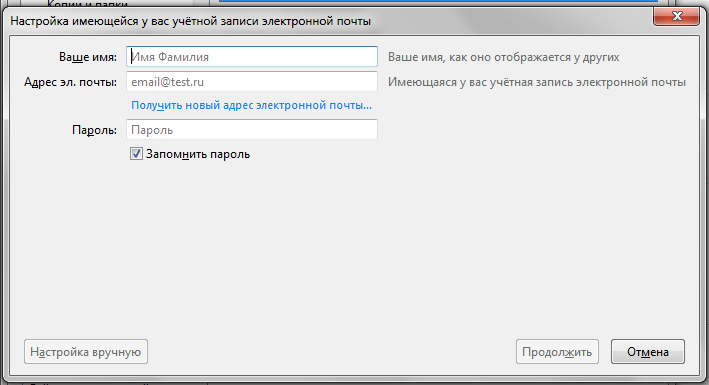 Копии и папки
Настройка имеющейся у вас учётной записи электронной почты
Ваше имя: Имя Фамилия Ваше имя, как оно отображается у других
Адрес эл. почты: email@test.ru Имеющаяся у вас учётная запись электронной почты
Получить новый адрес электронной почты...
Пароль: Пароль
Запомнить пароль
Настройка вручную Продолжить Отмена